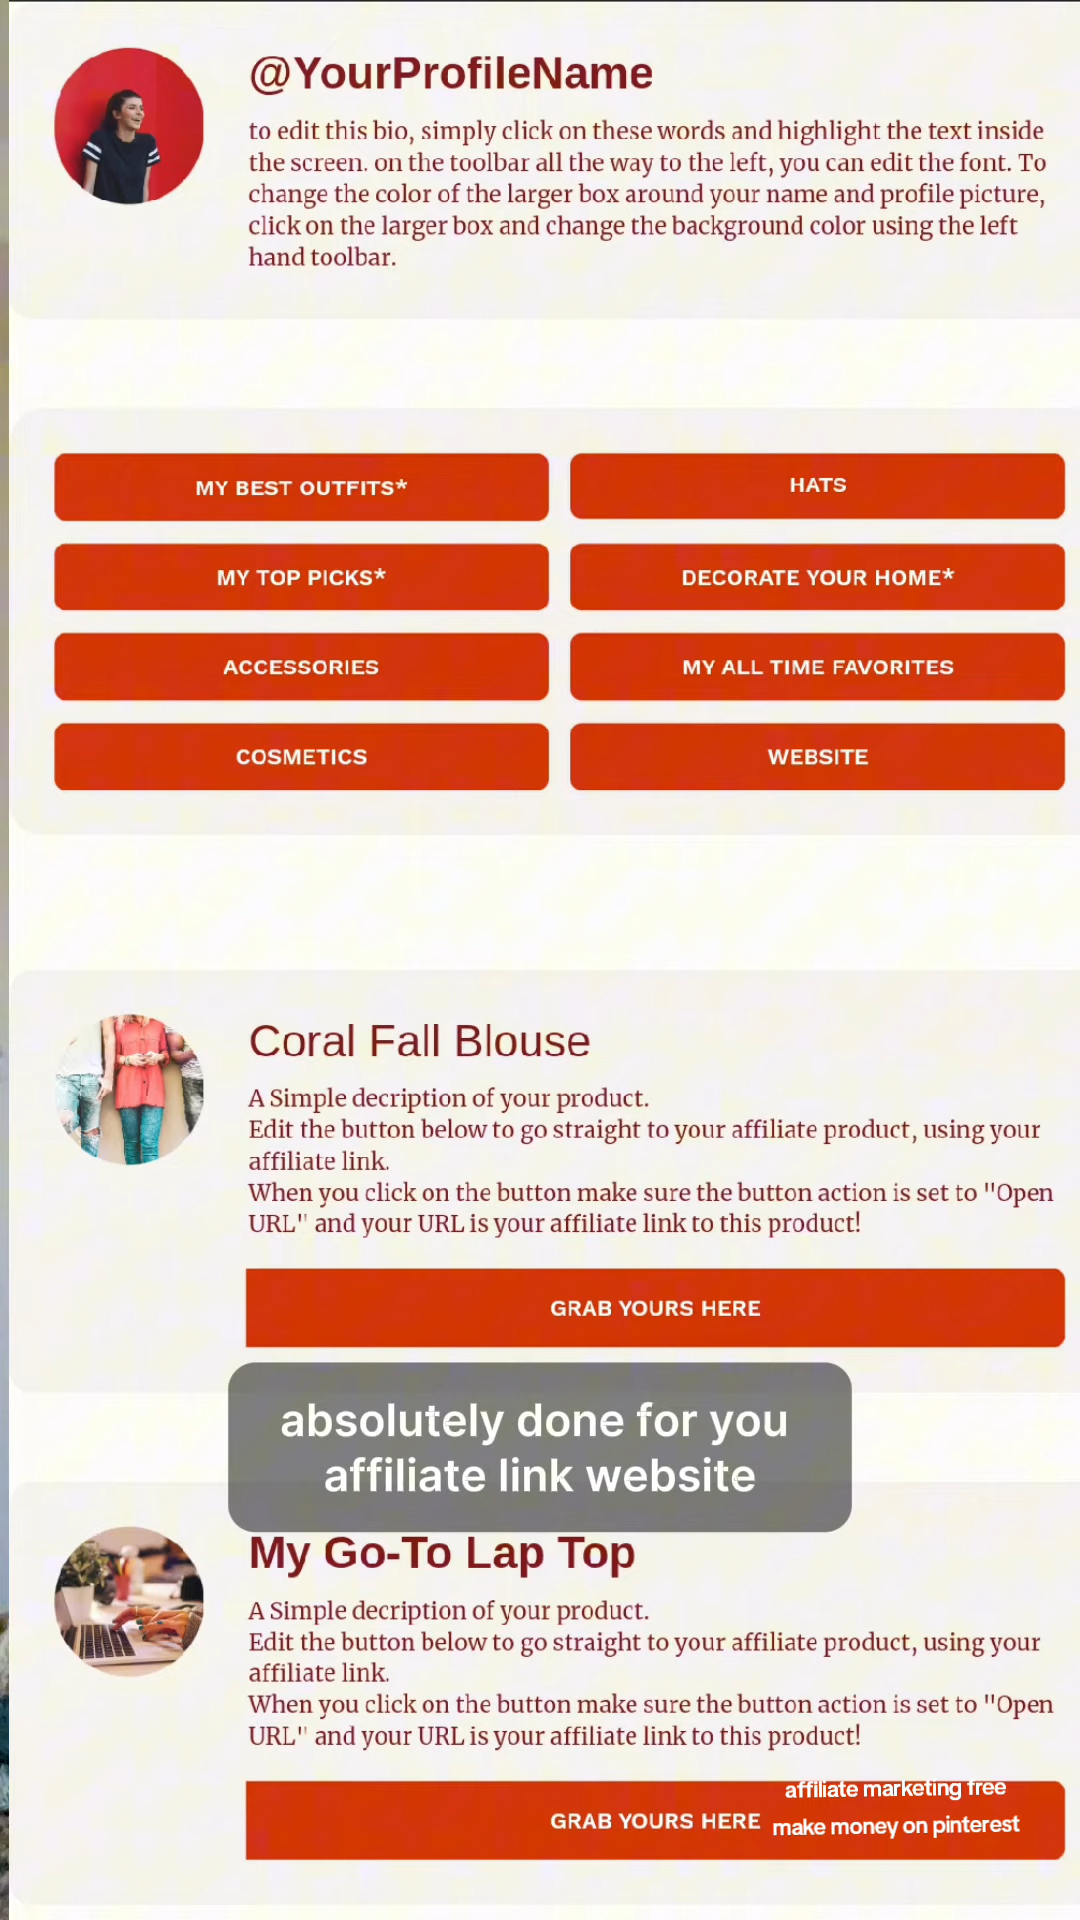 @YourProfileName
to edit this bio, simply click on these words and highlight the text inside
the screen. on the toolbar all the way to the left, you can edit the font. To
change the color of the larger box around your name and profile picture,
click on the larger box and change the background color using the left
hand toolbar.
MY BEST OUTFITS*
HATS
MY TOP PICKS*
DECORATE YOUR HOME*
ACCESSORIES
MY ALL TIME FAVORITES
COSMETICS
WEBSITE
Coral Fall Blouse
A Simple decription of your product.
Edit the button below to go straight to your affiliate product, using your
affiliate link.
When you click on the button make sure the button action is set to "Open
URL" and your URL is your affiliate link to this product!
GRAB YOURS HERE
absolutely done for you
affiliate link website
My Go-To Lap Top
A Simple decription of your product.
Edit the button below to go straight to your affiliate product, using your
affiliate link.
When you click on the button make sure the button action is set to "Open
URL" and your URL is your affiliate link to this product!
GRAB YOURS HERE
affiliate marketing free
make money on pinterest